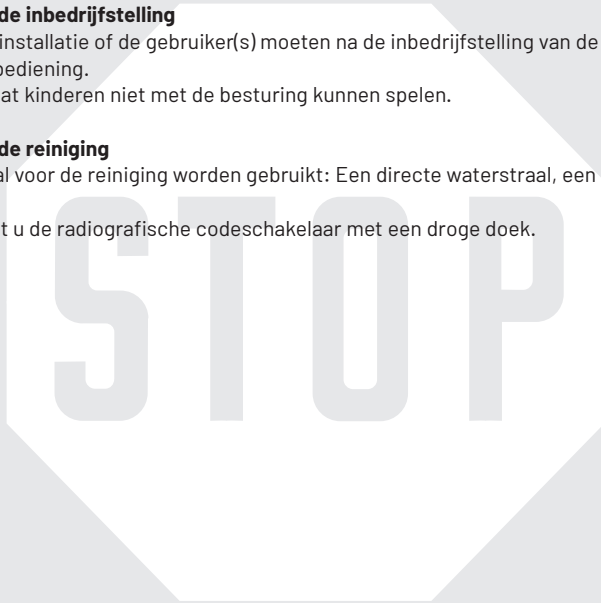 de inbedrijfstelling
installatie of de gebruiker(s) moeten na de inbedrijfstelling van de
bediening.
at kinderen niet met de besturing kunnen spelen.
de reiniging
al voor de reiniging worden gebruikt: Een directe waterstraal, een
t u de radiografische codeschakelaar met een droge doek.
STOP